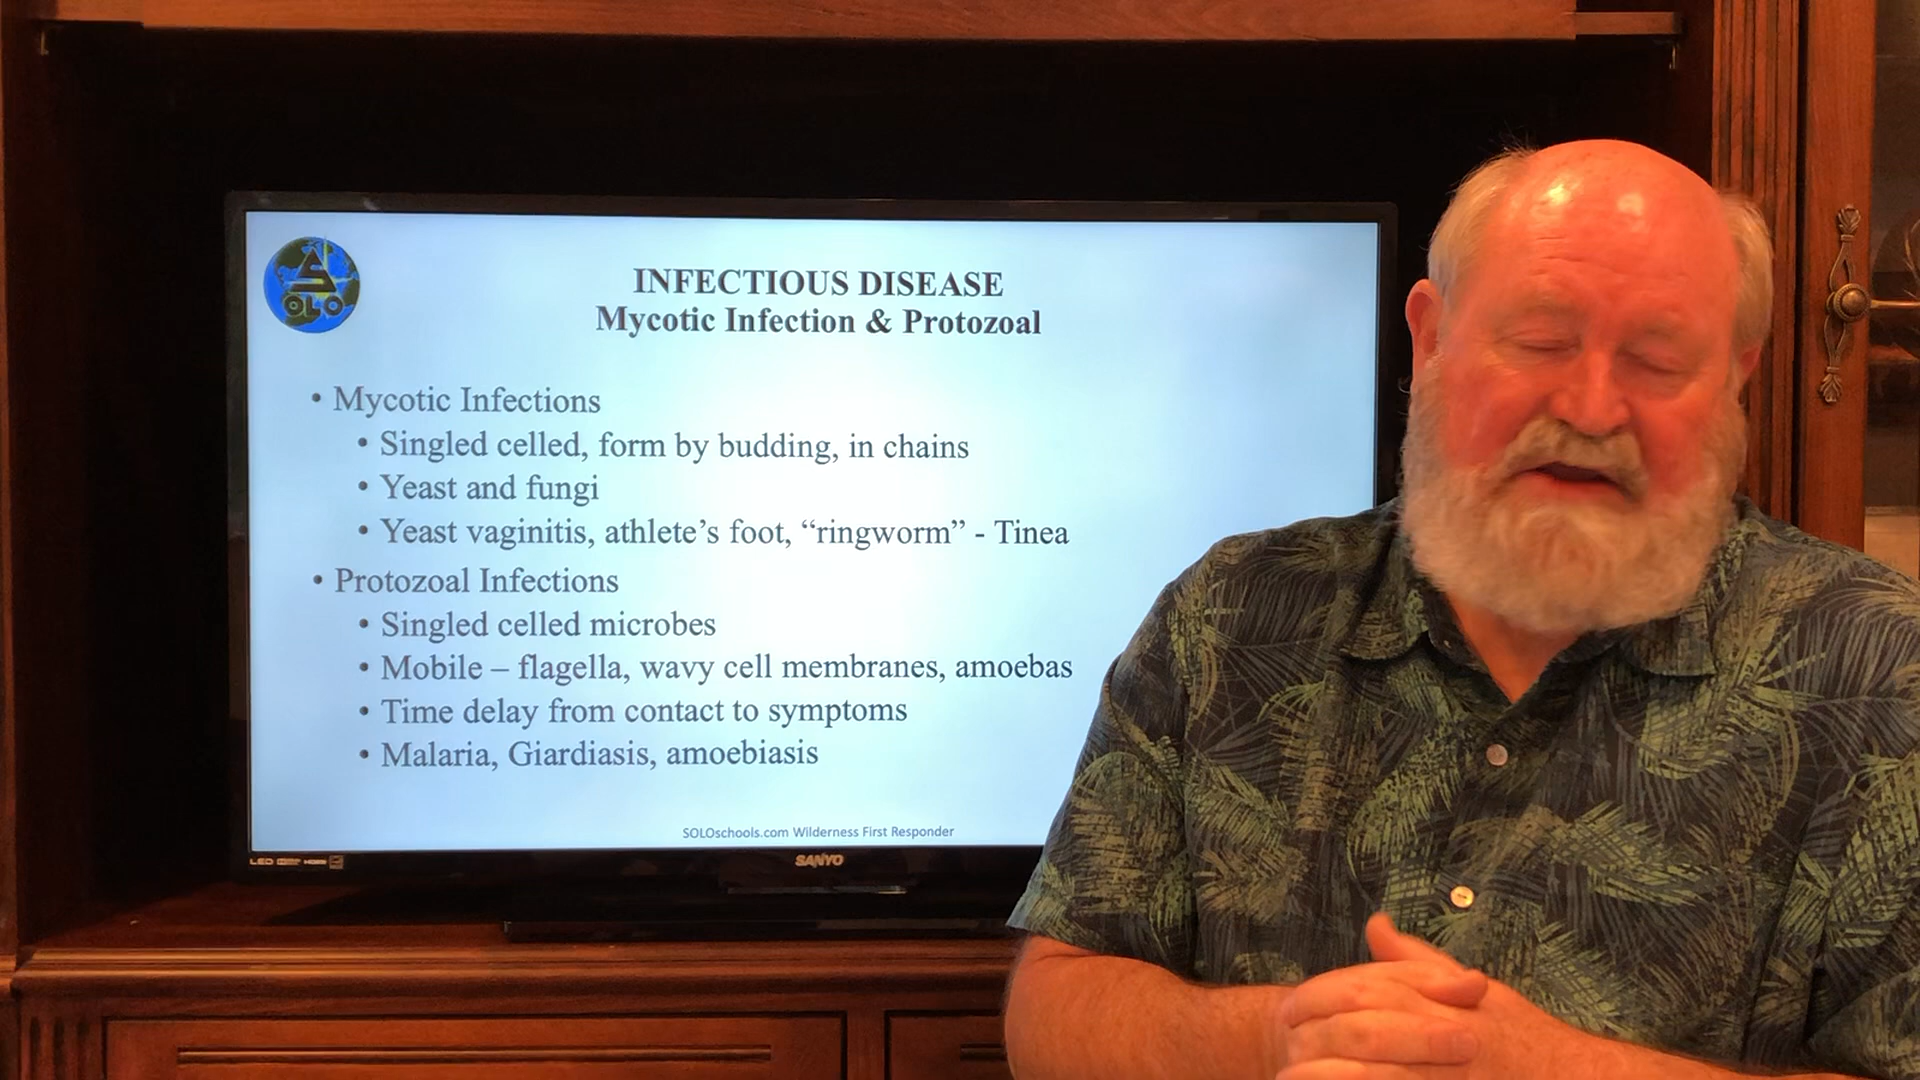 S
OLO
INFECTIOUS DISEASE
Mycotic Infection & Protozoal
• Mycotic Infections
• Singled celled, form by budding, in chains
• Yeast and fungi
• Yeast vaginitis, athlete’s foot, “ringworm” - Tinea
• Protozoal Infections
• Singled celled microbes
• Mobile – flagella, wavy cell membranes, amoebas
• Time delay from contact to symptoms
• Malaria, Giardiasis, amoebiasis
SOLOschools.com Wilderness First Responder
LED
SANYO